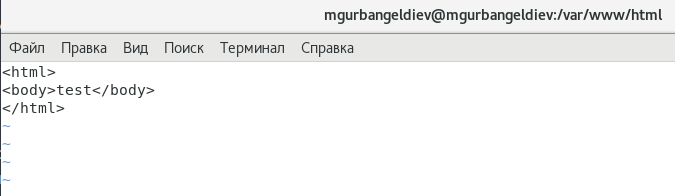 mgurbangeldiev@mgurbangeldiev:/var/www/html
Файл Правка Вид Поиск Терминал Справка
<html>
<body>test</body>
</html>
~
~
~
~